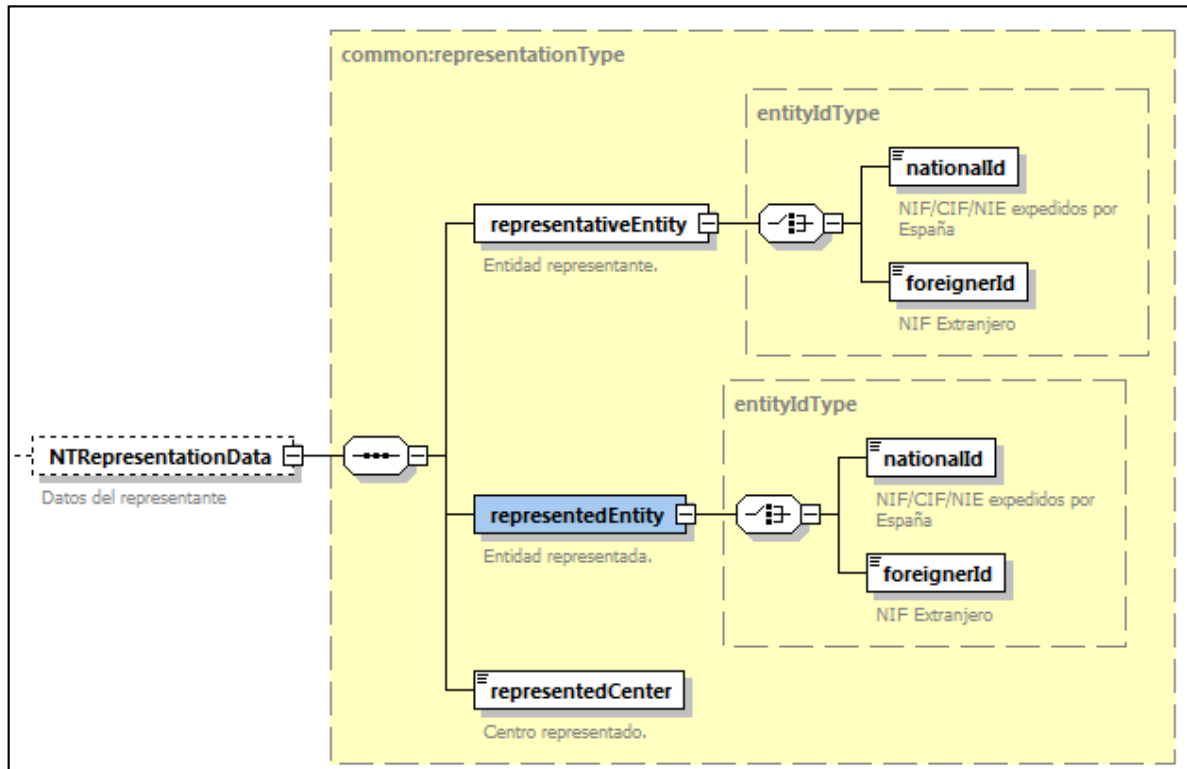 common:representationType
entityIdType
nationalId
NIF/CIF/NIE expedidos por
España
representativeEntity
Entidad representante.
foreignerId
NIF Extranjero
entityIdType
NTRepresentationData
Datos del representante
nationalId
NIF/CIF/NIE expedidos por
España
representedEntity
Entidad representada.
foreignerId
NIF Extranjero
representedCenter
Centro representado.